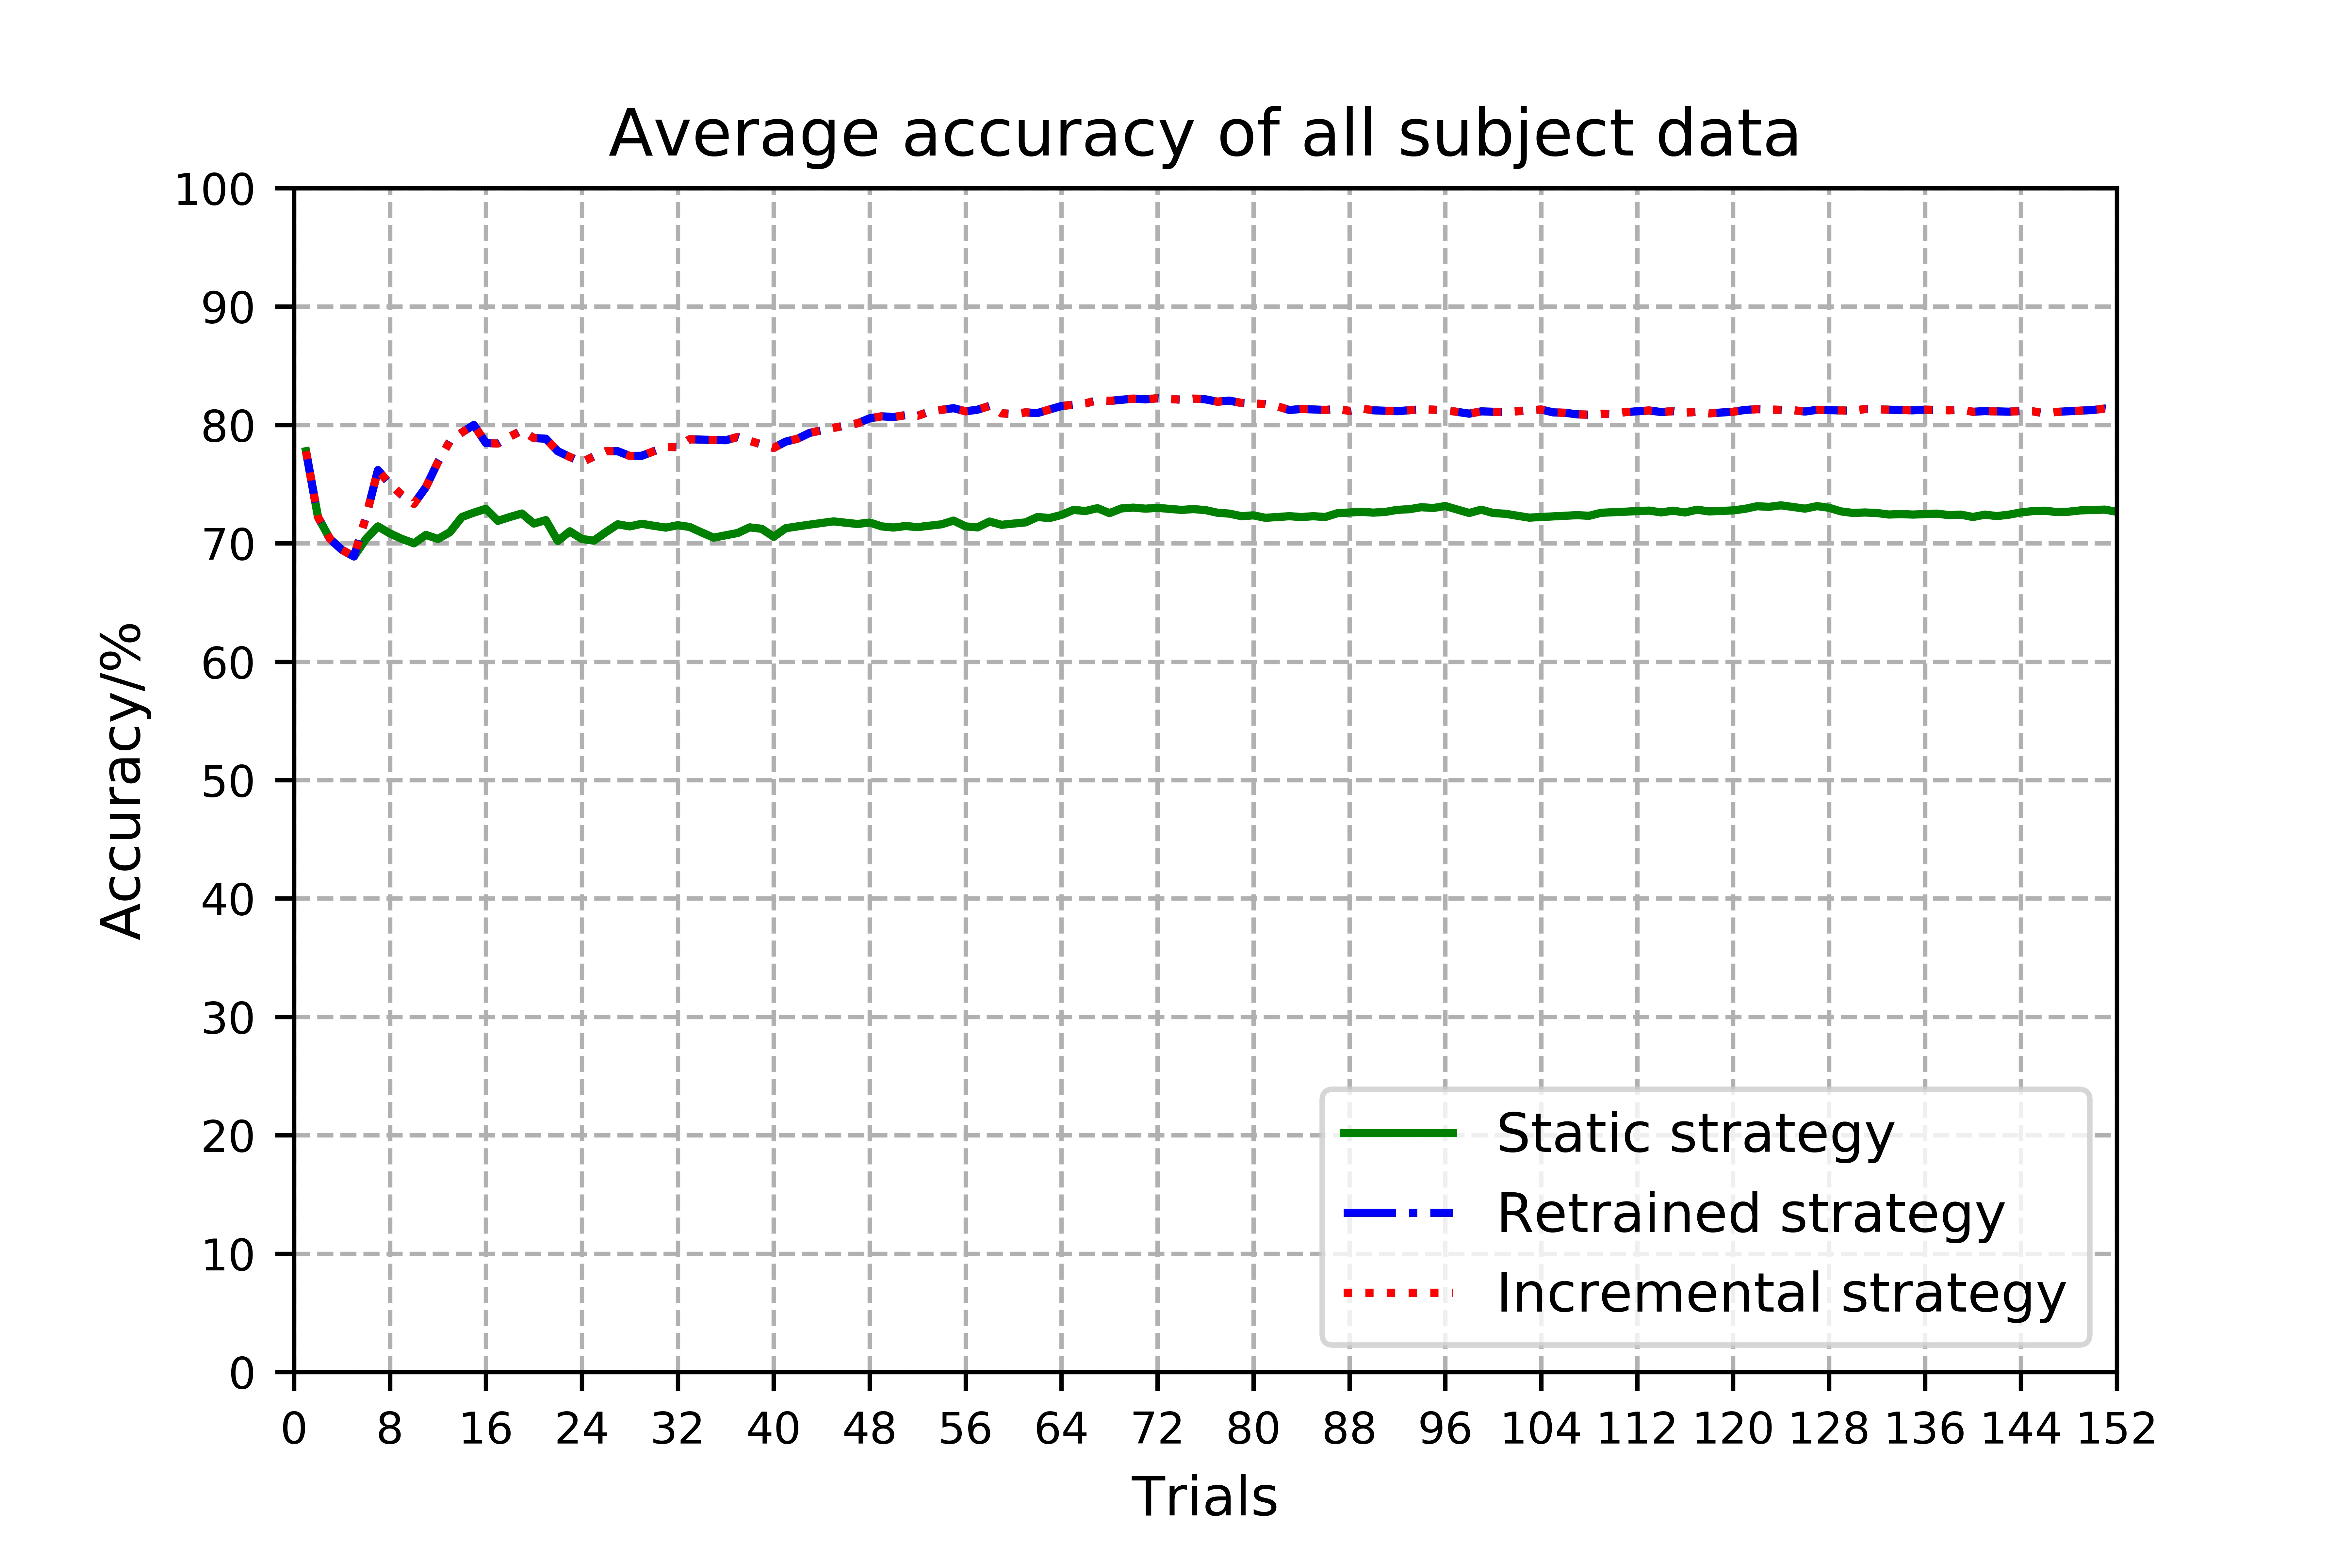 Average accuracy of all subject data
100
90
80
70
60
50
40
30
20
10
0
Accuracy/%
Static strategy
Retrained strategy
Incremental strategy
0 8 16 24 32 40 48 56 64 72 80 88 96 104 112 120 128 136 144 152
Trials